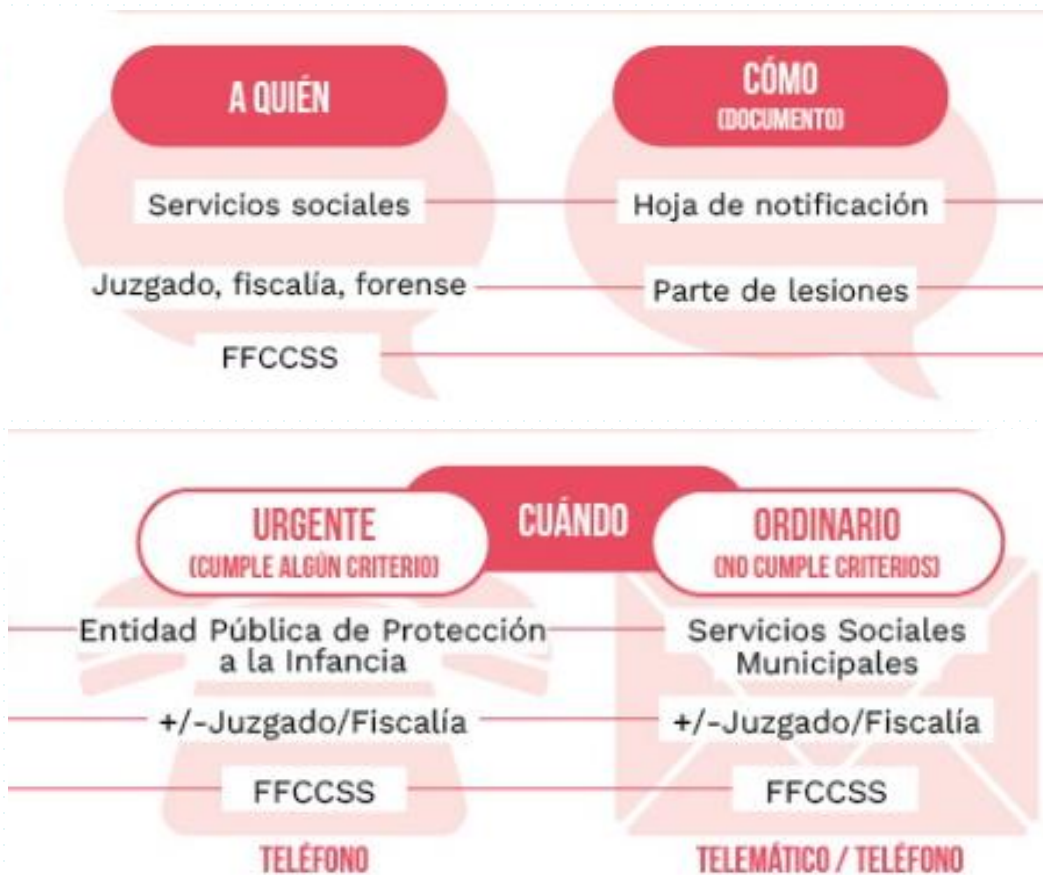 A QUIÉN
CÓMO
(DOCUMENTO)
Servicios sociales
Hoja de notificación
Juzgado, fiscalía, forense
Parte de lesiones
FFCCSS
CUÁNDO
URGENTE
(CUMPLE ALGÚN CRITERIO)
ORDINARIO
(NO CUMPLE CRITERIOS)
Entidad Pública de Protección
a la Infancia
Servicios Sociales
Municipales
+/-Juzgado/Fiscalía
+/-Juzgado/Fiscalía
FFCCSS
FFCCSS
TELÉFONO
TELEMÁTICO / TELÉFONO